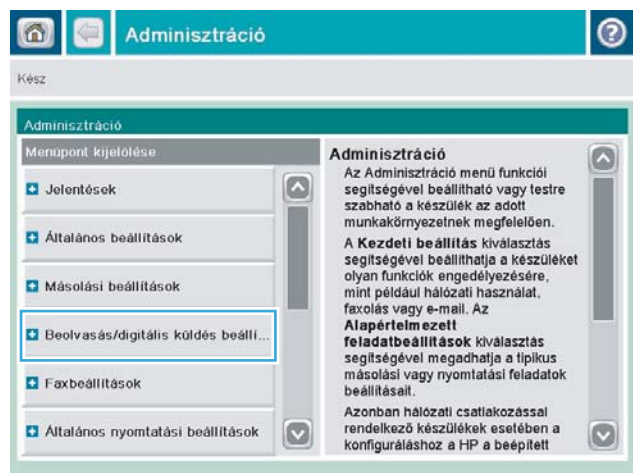 Adminisztráció
?
Kész
Adminisztráció
Menüpont kijelölése
Jelentések
Általános beállítások
Másolási beállítások
Beolvasás/digitális küldés beállí...
Faxbeállítások
Általános nyomtatási beállítások
Adminisztráció
Az Adminisztráció menü funkciói
segítségével beállítható vagy testre
szabható a készülék az adott
munkakörnyezetnek megfelelően.
A Kezdeti beállítás kiválasztás
segítségével beállíthatja a készüléket
olyan funkciók engedélyezésére,
mint például hálózati használat,
faxolás vagy e-mail. Az
Alapértelmezett
feladatbeállítások kiválasztás
segítségével megadhatja a tipikus
másolási vagy nyomtatási feladatok
beállításait.
Azonban hálózati csatlakozással
rendelkező készülékek esetében a
konfiguráláshoz a HP a beépített